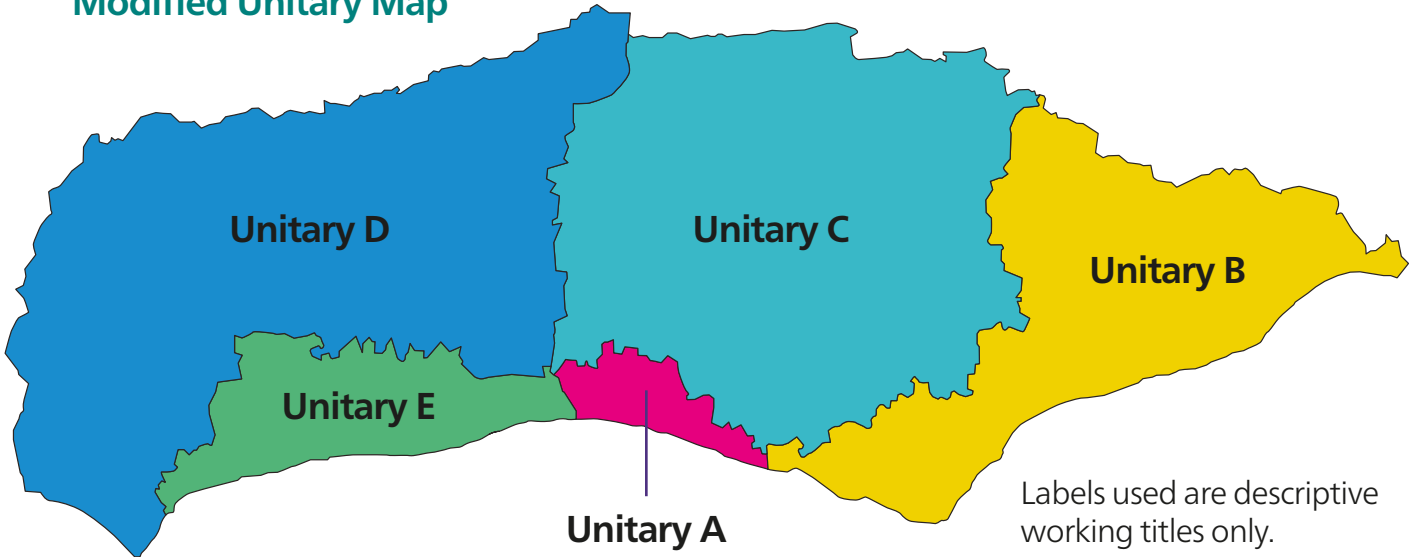 Modified Unitary Map
Unitary D
Unitary C
Unitary B
Unitary E
Unitary A
Labels used are descriptive
working titles only.